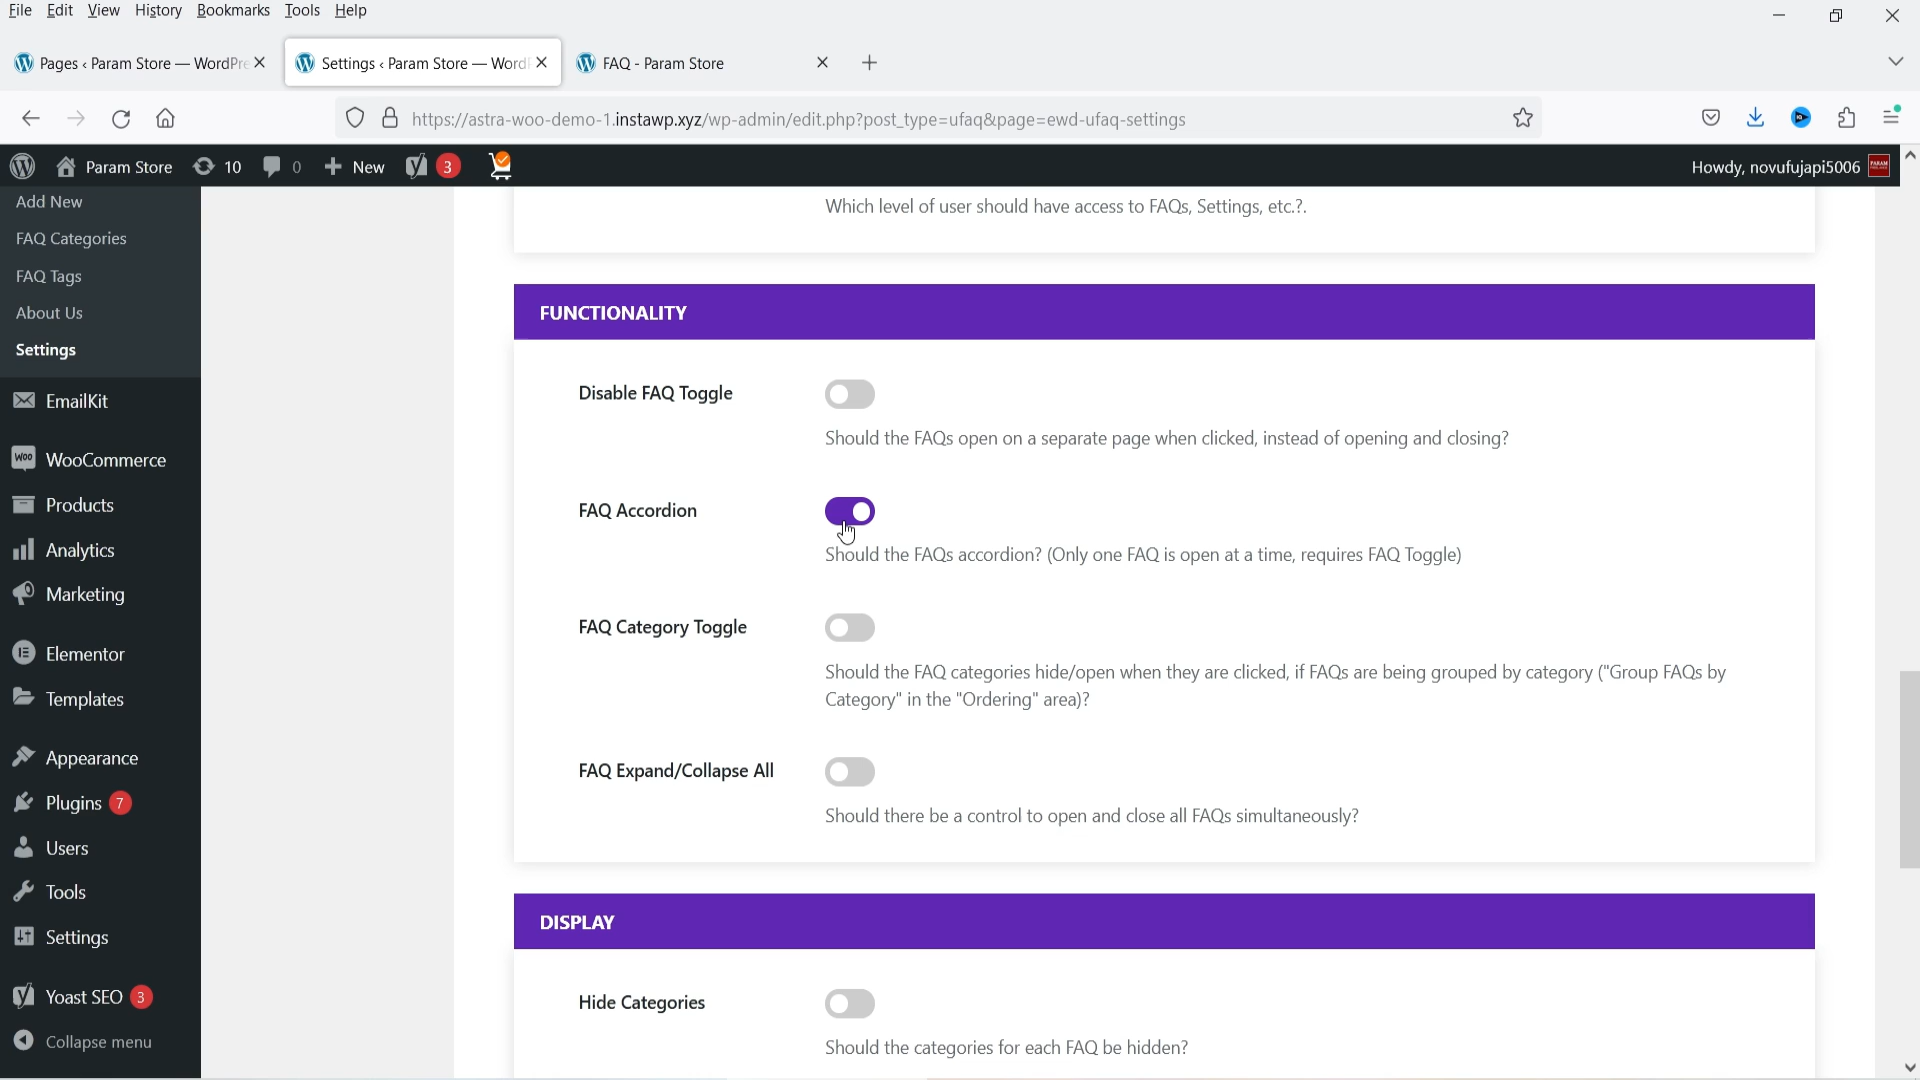 File Edit View History Bookmarks Tools Help
Pages ‹ Param Store — WordPre
Settings ‹ Param Store — Word
FAQ - Param Store
https://astra-woo-demo-1.instawp.xyz/wp-admin/edit.php?post_type=ufaq&page=ewd-ufaq-settings
Param Store 10 0 New 3 Howdy, novufujapi5006
Add New
FAQ Categories
FAQ Tags
About Us
Settings
EmailKit
WooCommerce
Products
Analytics
Marketing
Elementor
Templates
Appearance
Plugins 7
Users
Tools
Settings
Yoast SEO 3
Collapse menu
Which level of user should have access to FAQs, Settings, etc.?.
FUNCTIONALITY
Disable FAQ Toggle
Should the FAQs open on a separate page when clicked, instead of opening and closing?
FAQ Accordion
Should the FAQs accordion? (Only one FAQ is open at a time, requires FAQ Toggle)
FAQ Category Toggle
Should the FAQ categories hide/open when they are clicked, if FAQs are being grouped by category ("Group FAQs by
Category" in the "Ordering" area)?
FAQ Expand/Collapse All
Should there be a control to open and close all FAQs simultaneously?
DISPLAY
Hide Categories
Should the categories for each FAQ be hidden?